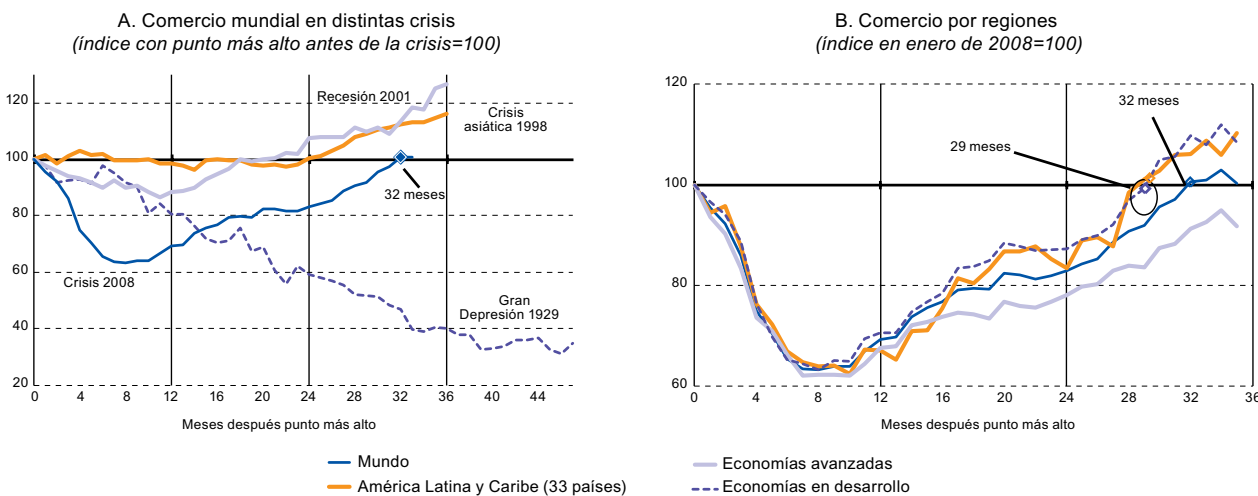 A. Comercio mundial en distintas crisis
(índice con punto más alto antes de la crisis=100)
120
100
80
60
40
20
0
4
8
12
16
20
24
28
32
36
40
44
Recesión 2001
Crisis
asiática 1998
32 meses
Crisis 2008
Gran
Depresión 1929
Meses después punto más alto
B. Comercio por regiones
(índice en enero de 2008=100)
120
100
80
60
0
4
8
12
16
20
24
28
32
36
32 meses
29 meses
Meses después punto más alto
Mundo
América Latina y Caribe (33 países)
Economías avanzadas
Economías en desarrollo